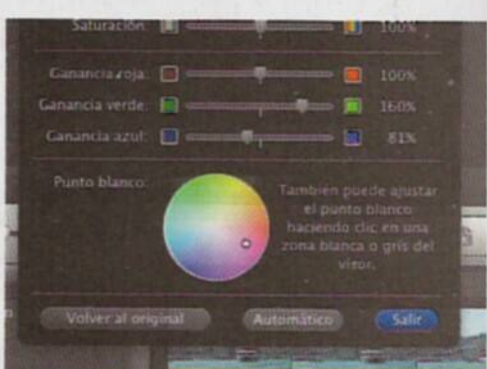 Saturación: 100%
Ganancia roja: 100%
Ganancia verde: 160%
Ganancia azul: 81%
Punto blanco:
También puede ajustar
el punto blanco
haciendo clic en una
zona blanca o gris del
visor.
Volver al original Automático Salir